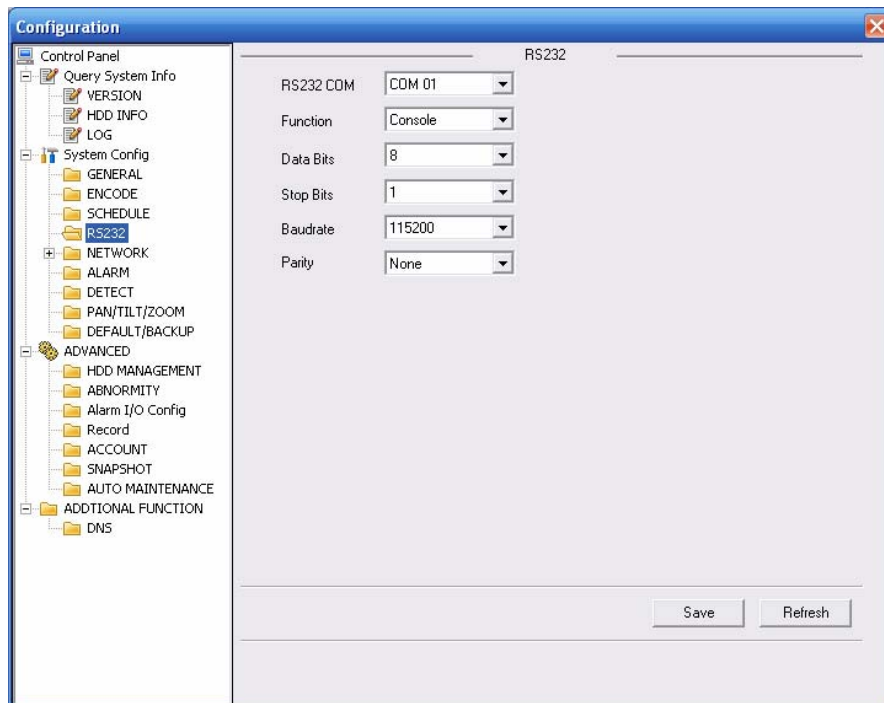 Configuration
Control Panel
Query System Info
VERSION
HDD INFO
LOG
System Config
GENERAL
ENCODE
SCHEDULE
RS232
NETWORK
ALARM
DETECT
PAN/TILT/ZOOM
DEFAULT/BACKUP
ADVANCED
HDD MANAGEMENT
ABNORMITY
Alarm I/O Config
Record
ACCOUNT
SNAPSHOT
AUTO MAINTENANCE
ADDTIONAL FUNCTION
DNS
RS232
RS232 COM COM 01
Function Console
Data Bits 8
Stop Bits 1
Baudrate 115200
Parity None
Save Refresh